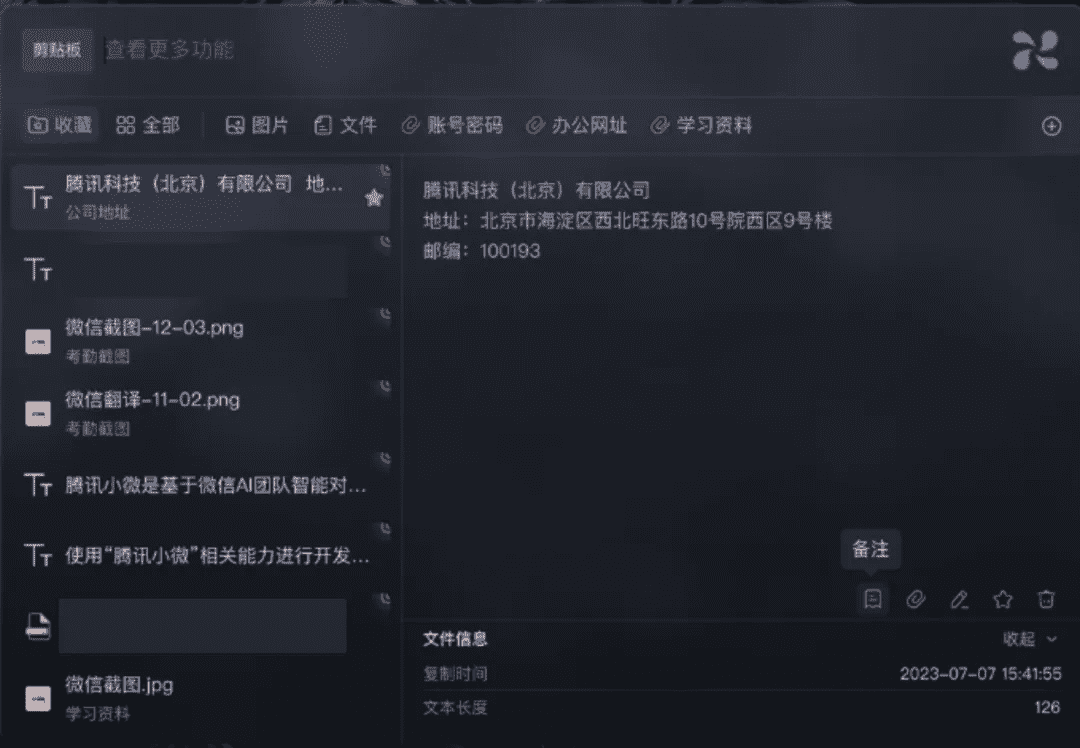 剪贴板 查看更多功能
收藏 全部 图片 文件 账号密码 办公网址 学习资料
腾讯科技（北京）有限公司 地...
公司地址
微信截图-12-03.png
考勤截图
微信翻译-11-02.png
考勤截图
腾讯小微是基于微信AI团队智能对...
使用“腾讯小微”相关能力进行开发...
微信截图.jpg
学习资料
腾讯科技（北京）有限公司
地址：北京市海淀区西北旺东路10号院西区9号楼
邮编：100193
备注
文件信息 收起
复制时间 2023-07-07 15:41:55
文本长度 126